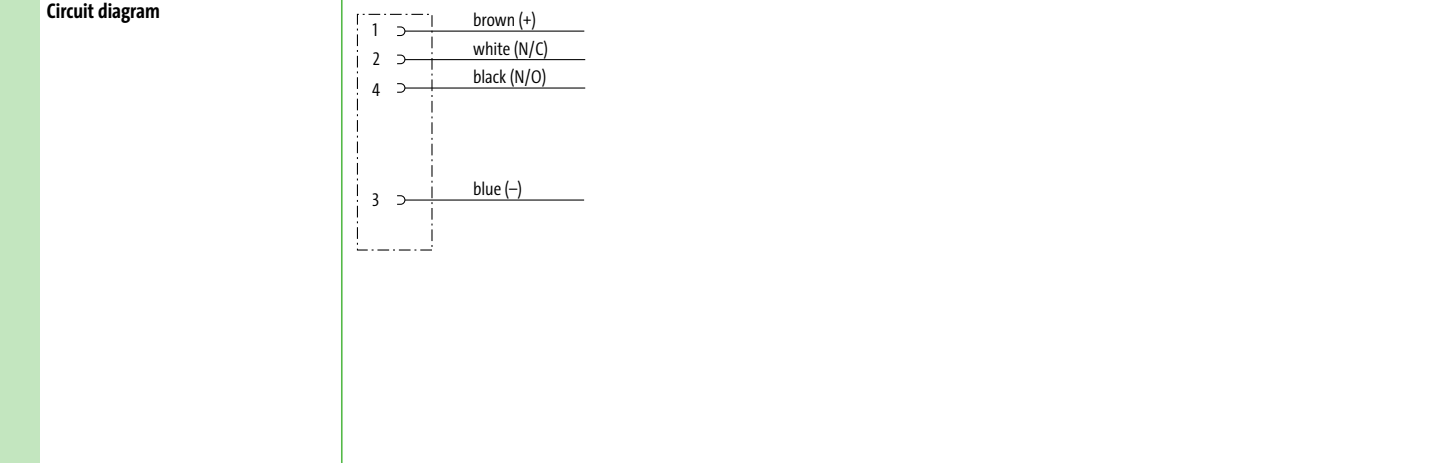 Circuit diagram
1 brown (+)
2 white (N/C)
4 black (N/O)
3 blue (–)